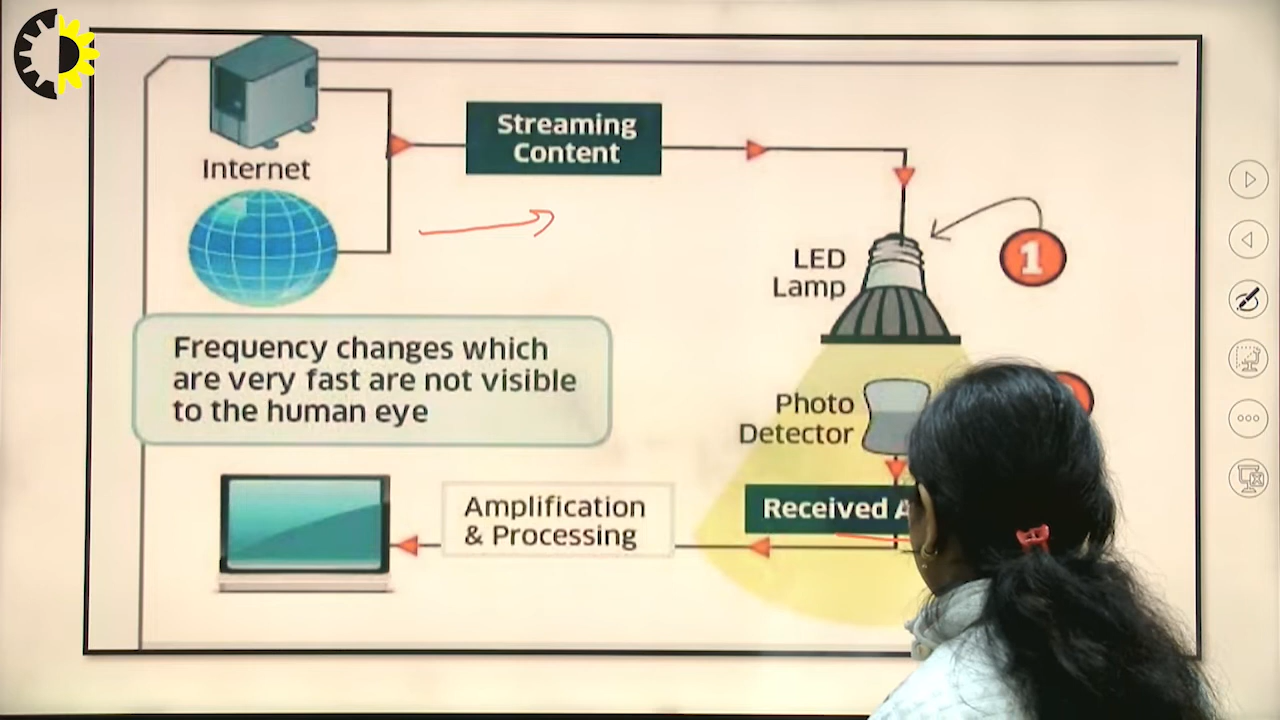 Internet
Streaming
Content
LED
Lamp
1
Frequency changes which
are very fast are not visible
to the human eye
Photo
Detector
Received
Amplification
& Processing